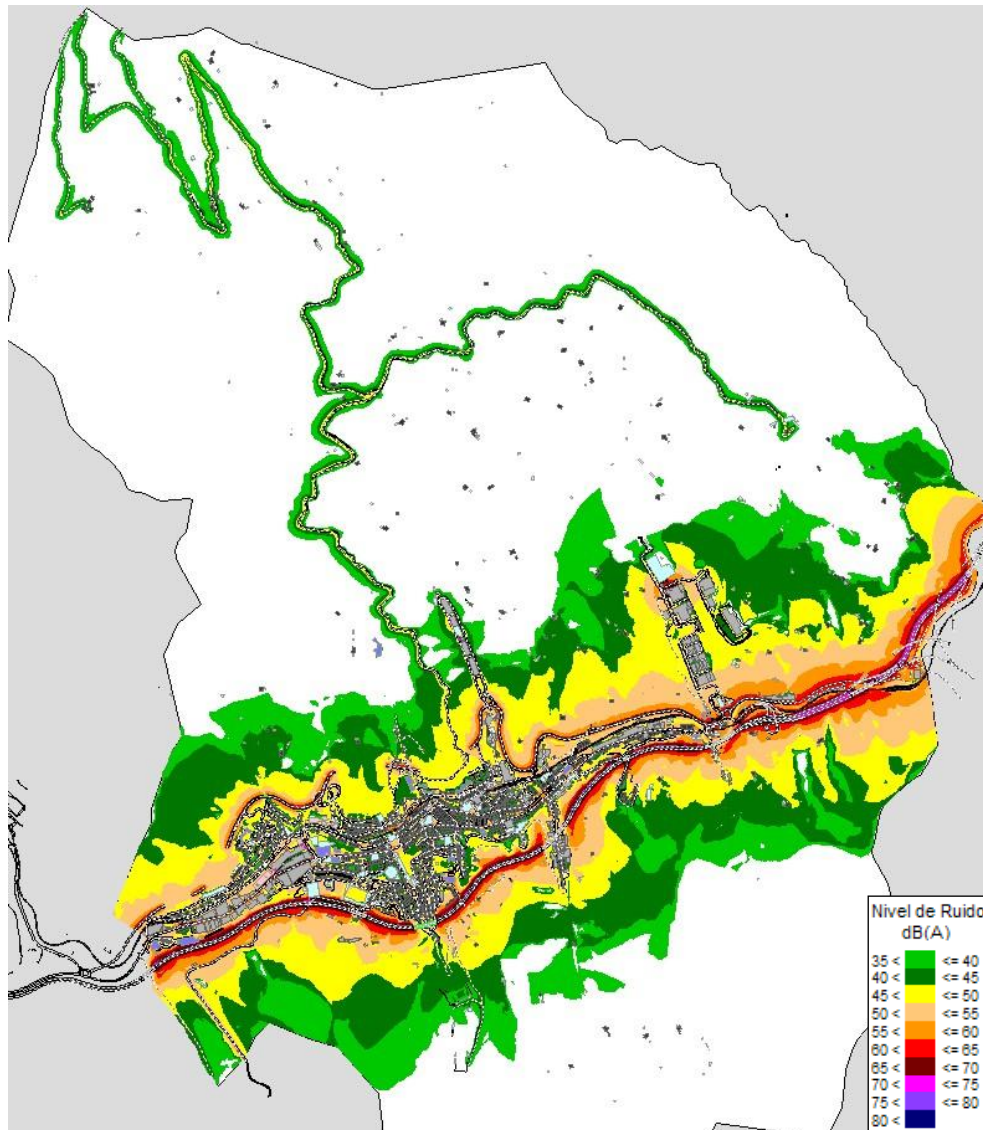 Nivel de Ruido
dB(A)
35 < <= 40
40 < <= 45
45 < <= 50
50 < <= 55
55 < <= 60
60 < <= 65
65 < <= 70
70 < <= 75
75 < <= 80
80 <